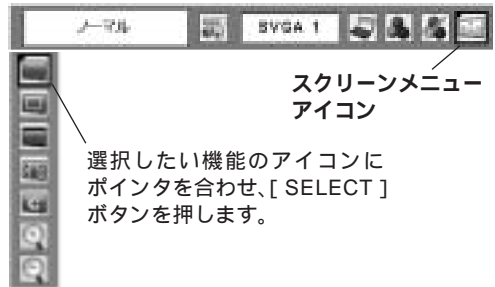 ノーマル SVGA 1
スクリーンメニュー
アイコン
選択したい機能のアイコンに
ポインタを合わせ、[ SELECT ]
ボタンを押します。